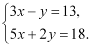 3x − y = 13,
5x + 2y = 18.